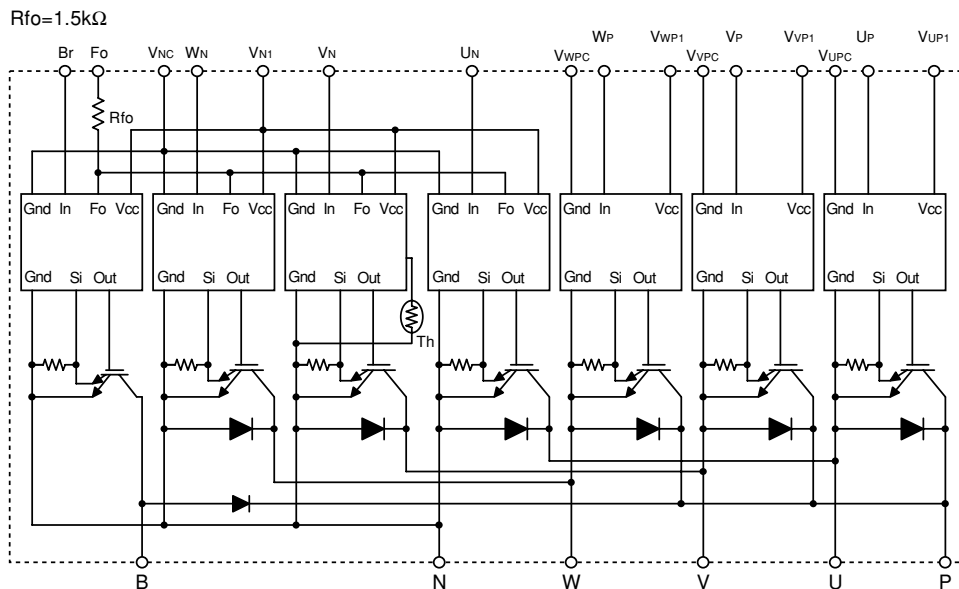 Rfo=1.5kΩ
Br Fo VNC WN VN1 VN UN VWPC WP VWP1 VVPC VP VVP1 VUPC UP VUP1
Rfo
Gnd In Fo Vcc Gnd In Fo Vcc Gnd In Fo Vcc Gnd In Fo Vcc Gnd In Vcc Gnd In Vcc Gnd In Vcc
Gnd Si Out Gnd Si Out Gnd Si Out Gnd Si Out Gnd Si Out Gnd Si Out Gnd Si Out
Th
B N W V U P